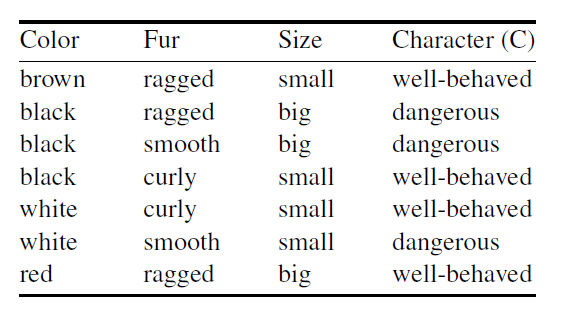 Color Fur Size Character (C)
brown ragged small well-behaved
black ragged big dangerous
black smooth big dangerous
black curly small well-behaved
white curly small well-behaved
white smooth small dangerous
red ragged big well-behaved